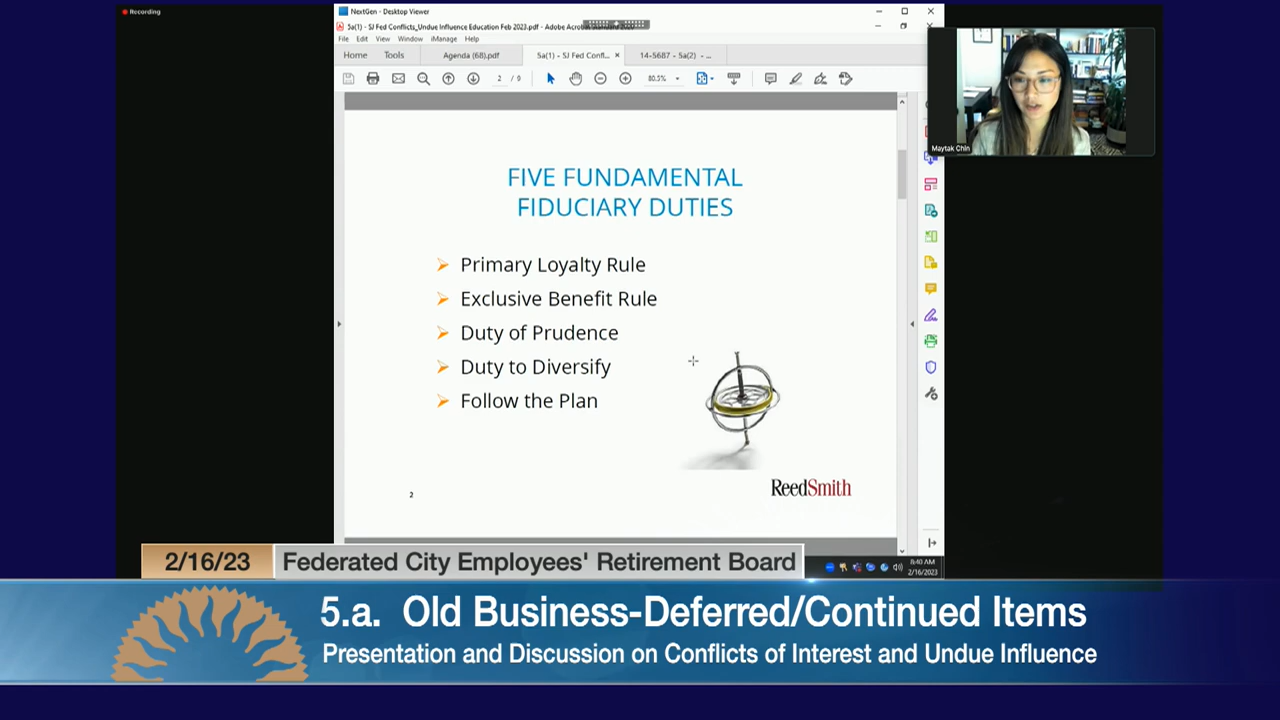 Recording
NextGen - Desktop Viewer
5a(1) - SJ Fed Conflicts_Undue Influence Education Feb 2023.pdf - Adobe
File Edit View Window iManage Help
Home Tools Agenda (68).pdf 5a(1) - SJ Fed Confl... × 14-5687 - 5a(2) - ...
2 / 9 80.5%
Maytak Chin
FIVE FUNDAMENTAL
FIDUCIARY DUTIES
Primary Loyalty Rule
Exclusive Benefit Rule
Duty of Prudence
Duty to Diversify
Follow the Plan
ReedSmith
2
8:40 AM
2/16/2023
2/16/23 Federated City Employees' Retirement Board
5.a. Old Business-Deferred/Continued Items
Presentation and Discussion on Conflicts of Interest and Undue Influence